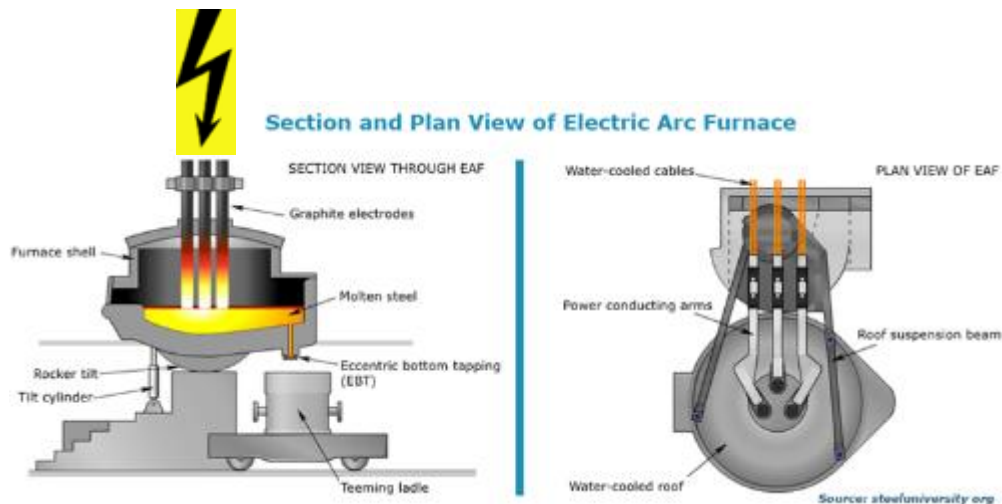 Section and Plan View of Electric Arc Furnace
SECTION VIEW THROUGH EAF
Graphite electrodes
Furnace shell
Molten steel
Eccentric bottom tapping
(EBT)
Rocker tilt
Tilt cylinder
Teeming ladle
Water-cooled cables
PLAN VIEW OF EAF
Power conducting arms
Roof suspension beam
Water-cooled roof
Source: steeluniversity org